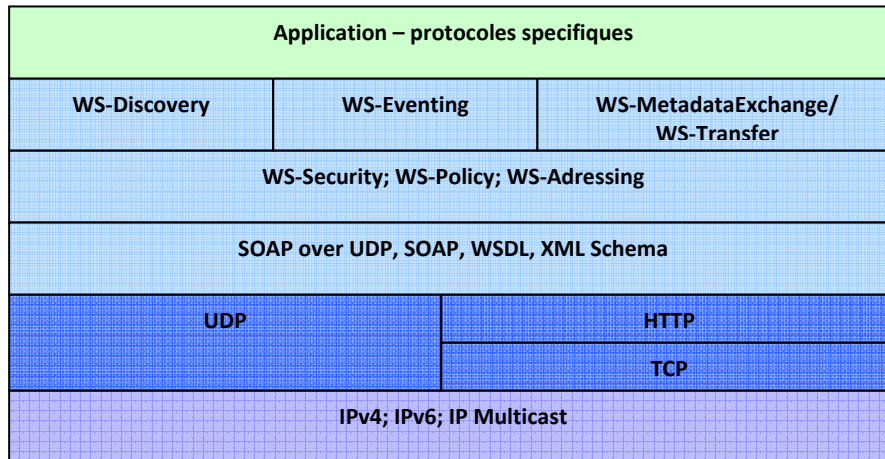 Application – protocoles specifiques
WS-Discovery
WS-Eventing
WS-MetadataExchange/
WS-Transfer
WS-Security; WS-Policy; WS-Adressing
SOAP over UDP, SOAP, WSDL, XML Schema
UDP
HTTP
TCP
IPv4; IPv6; IP Multicast